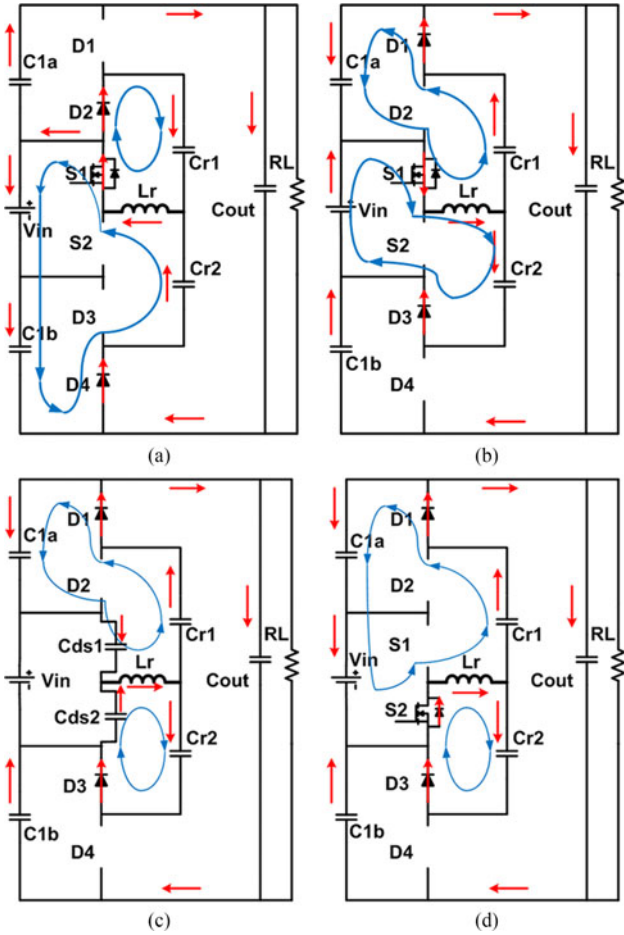 D1
C1a
D2
S1
Cr1
RL
Lr
Vin
Cout
S2
Cr2
D3
C1b
D4
(a)
D1
C1a
D2
S1
Cr1
RL
Lr
Vin
Cout
S2
Cr2
D3
C1b
D4
(b)
D1
C1a
D2
Cr1
Cds1
RL
Lr
Vin
Cout
Cds2
Cr2
D3
C1b
D4
(c)
D1
C1a
D2
Cr1
S1
RL
Lr
Vin
Cout
S2
Cr2
D3
C1b
D4
(d)